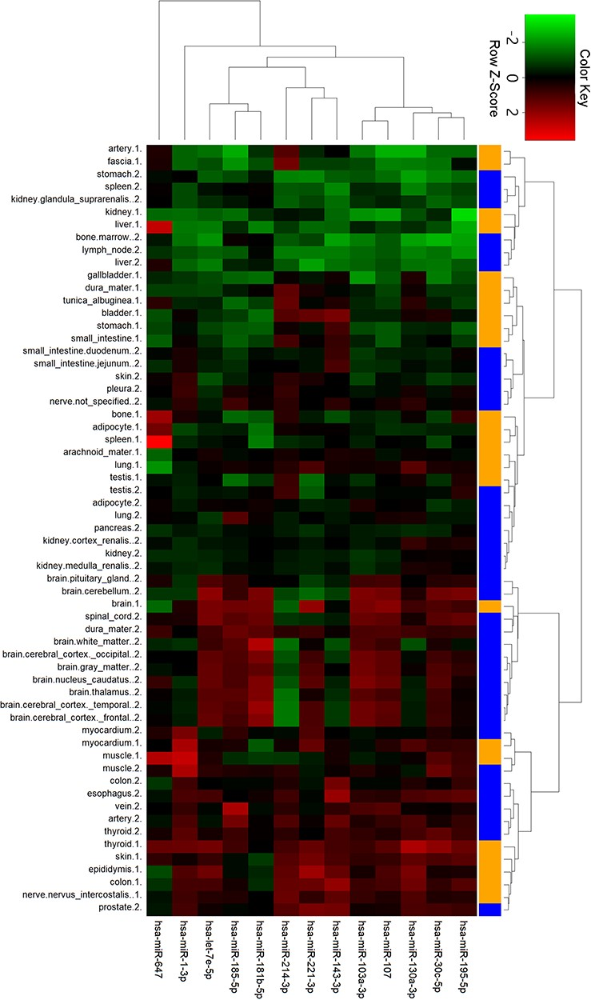 Color Key
-2 0 2
Row Z-Score
artery.1.
fascia.1.
stomach.2.
spleen.2.
kidney.glandula_suprarenalis..2.
kidney.1.
liver.1.
bone.marrow..2.
lymph_node.2.
liver.2.
gallbladder.1.
dura_mater.1.
tunica_albuginea.1.
bladder.1.
stomach.1.
small_intestine.1.
small_intestine.duodenum..2.
small_intestine.jejunum..2.
skin.2.
pleura.2.
nerve.not_specified..2.
bone.1.
adipocyte.1.
spleen.1.
arachnoid_mater.1.
lung.1.
testis.1.
testis.2.
adipocyte.2.
lung.2.
pancreas.2.
kidney.cortex_renalis..2.
kidney.2.
kidney.medulla_renalis..2.
brain.pituitary_gland..2.
brain.cerebellum..2.
brain.1.
spinal_cord.2.
dura_mater.2.
brain.white_matter..2.
brain.cerebral_cortex._occipital..2.
brain.gray_matter..2.
brain.nucleus_caudatus..2.
brain.thalamus..2.
brain.cerebral_cortex._temporal..2.
brain.cerebral_cortex._frontal..2.
myocardium.2.
myocardium.1.
muscle.1.
muscle.2.
colon.2.
esophagus.2.
vein.2.
artery.2.
thyroid.2.
thyroid.1.
skin.1.
epididymis.1.
colon.1.
nerve.nervus_intercostalis..1.
prostate.2.
hsa-miR-647
hsa-miR-1-3p
hsa-let-7e-5p
hsa-miR-185-5p
hsa-miR-181b-5p
hsa-miR-214-3p
hsa-miR-221-3p
hsa-miR-143-3p
hsa-miR-103a-3p
hsa-miR-107
hsa-miR-130a-3p
hsa-miR-30c-5p
hsa-miR-195-5p